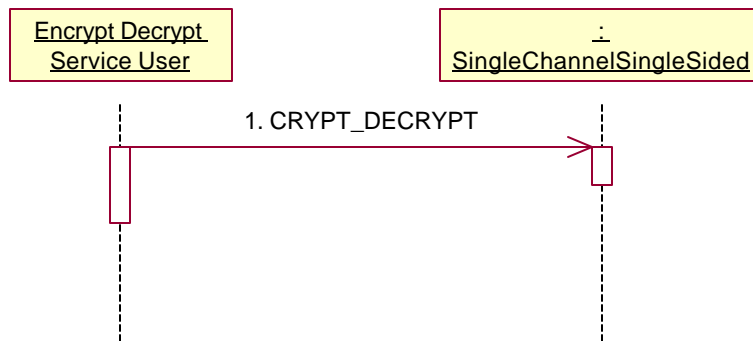 Encrypt Decrypt
Service User
:
SingleChannelSingleSided
1. CRYPT_DECRYPT